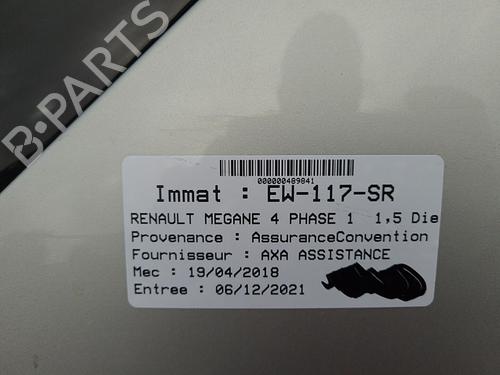 B-PARTS
000000489841
Immat : EW-117-SR
RENAULT MEGANE 4 PHASE 1 1,5 Die
Provenance : AssuranceConvention
Fournisseur : AXA ASSISTANCE
Mec : 19/04/2018
Entree : 06/12/2021